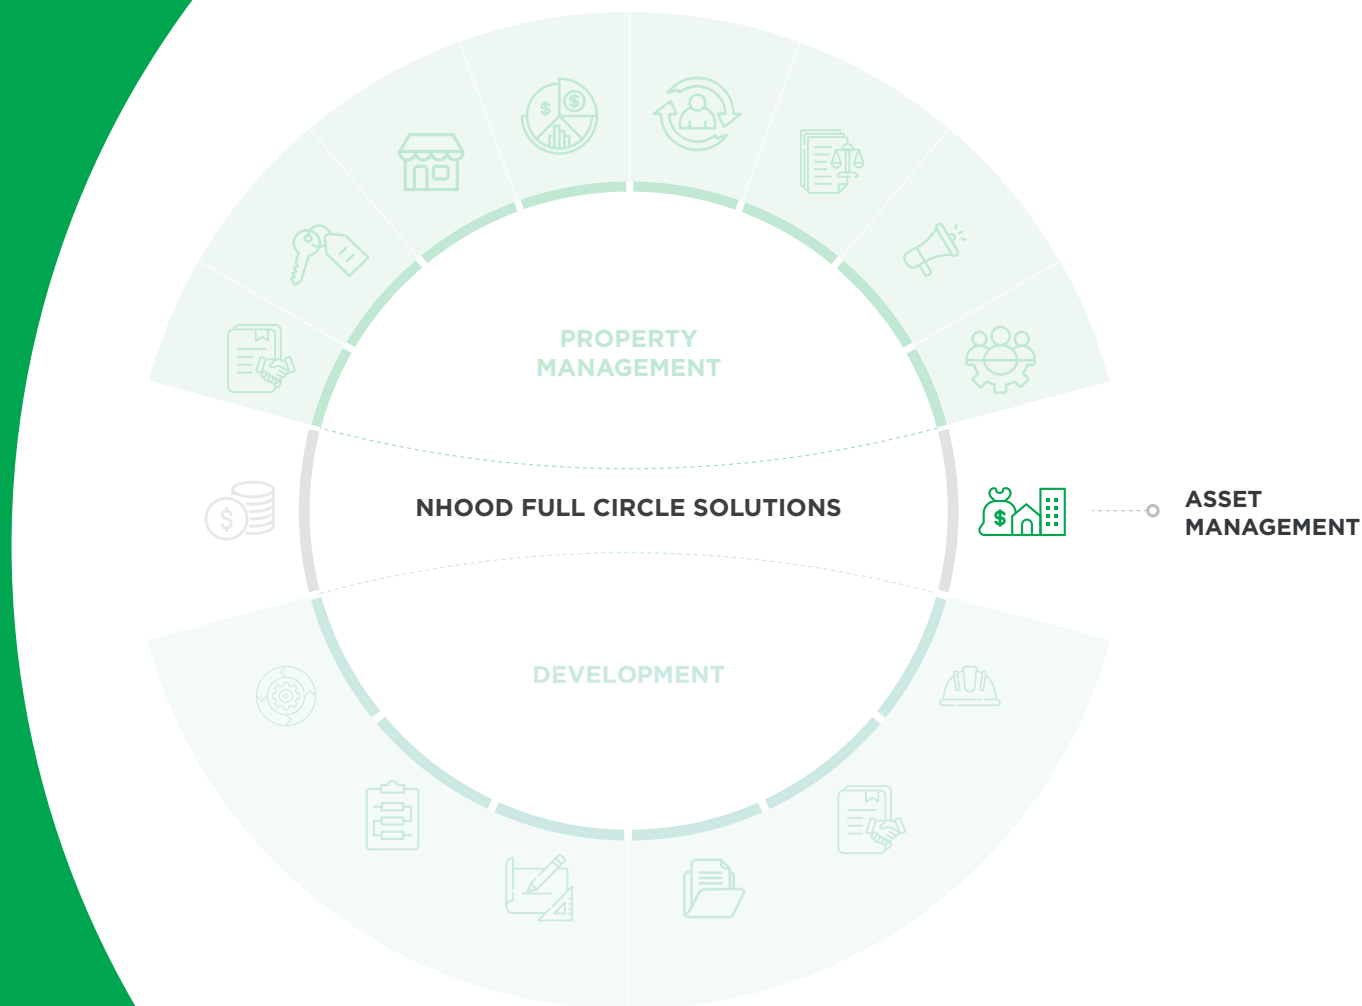 PROPERTY
MANAGEMENT
NHOOD FULL CIRCLE SOLUTIONS
ASSET
MANAGEMENT
DEVELOPMENT